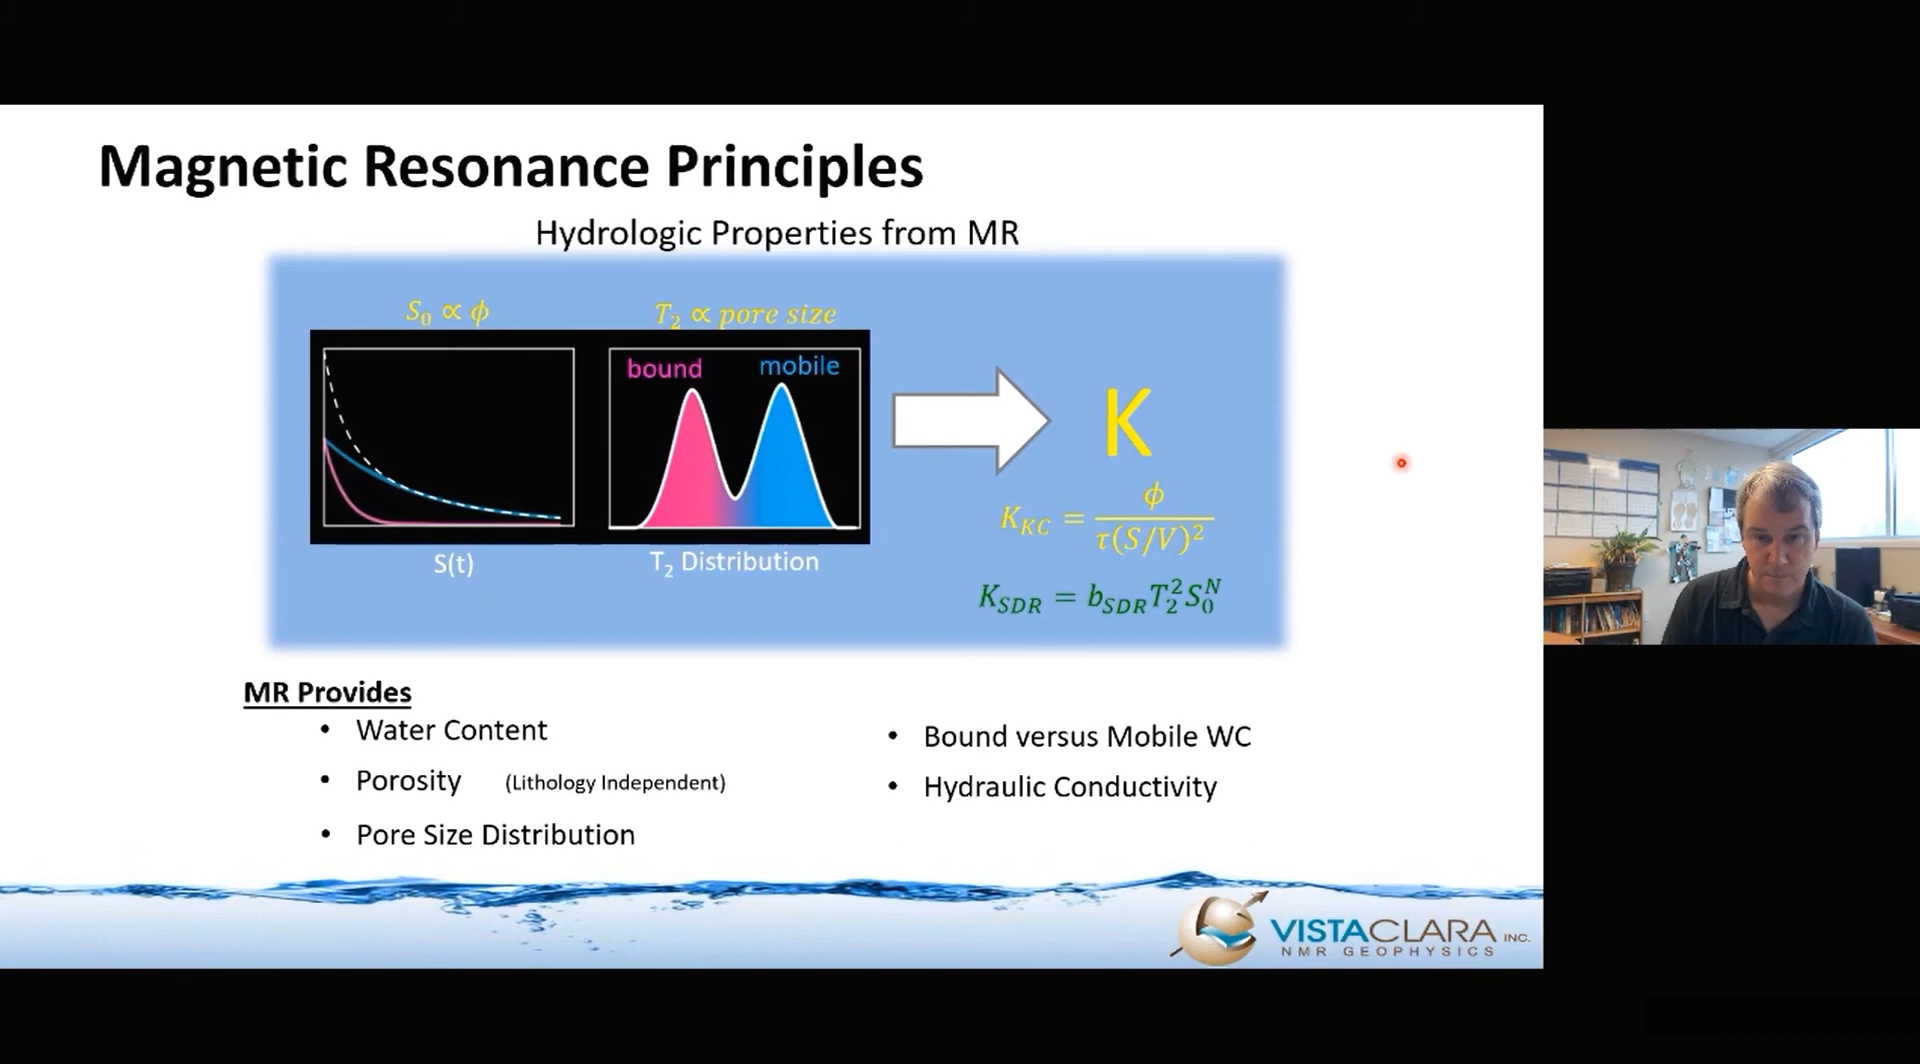 Magnetic Resonance Principles
Hydrologic Properties from MR
S₀ ∝ ϕ
T₂ ∝ pore size
bound
mobile
S(t)
T₂ Distribution
K
K_KC = ϕ / τ(S/V)²
K_SDR = b_SDR T₂² S₀ᴺ
MR Provides
• Water Content
• Porosity (Lithology Independent)
• Pore Size Distribution
• Bound versus Mobile WC
• Hydraulic Conductivity
VISTACLARA INC.
NMR GEOPHYSICS